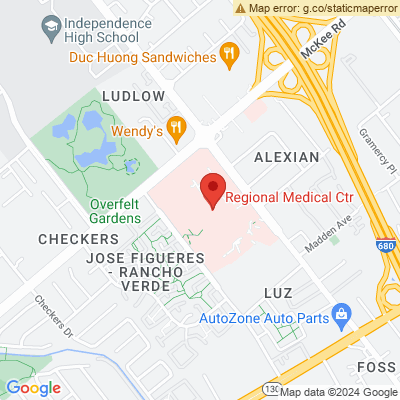 Map error: g.co/staticmaperror
Independence
High School
McKee Rd
Duc Huong Sandwiches
LUDLOW
Wendy's
Gramercy Pl
ALEXIAN
Regional Medical Ctr
Overfelt
Gardens
Madden Ave
CHECKERS
680
JOSE FIGUERES
- RANCHO
VERDE
LUZ
Checkers Dr
AutoZone Auto Parts
FOSS
130
Google
Map data ©2024 Google